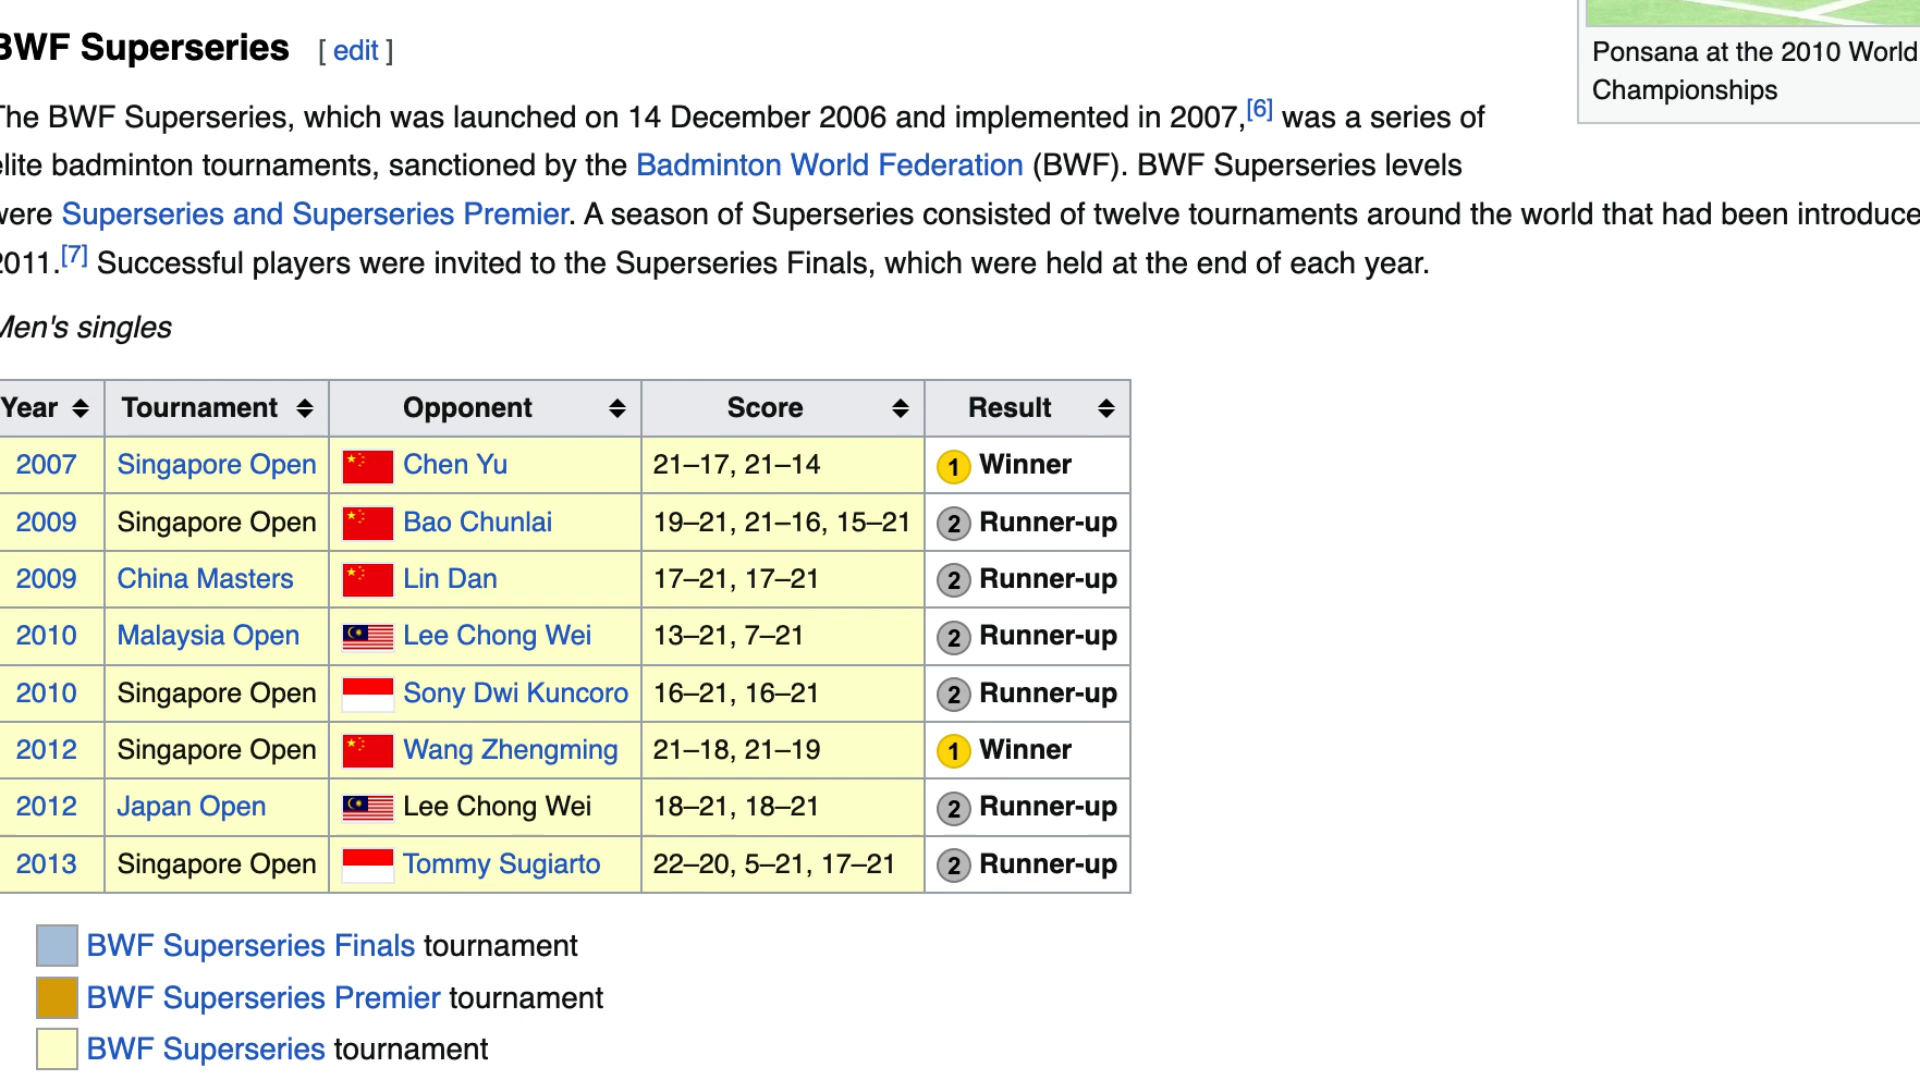 BWF Superseries [ edit ]
Ponsana at the 2010 World
Championships
The BWF Superseries, which was launched on 14 December 2006 and implemented in 2007,[6] was a series of
elite badminton tournaments, sanctioned by the Badminton World Federation (BWF). BWF Superseries levels
were Superseries and Superseries Premier. A season of Superseries consisted of twelve tournaments around the world that had been introduce
2011.[7] Successful players were invited to the Superseries Finals, which were held at the end of each year.
Men's singles
Year Tournament Opponent Score Result
2007 Singapore Open Chen Yu 21–17, 21–14 1 Winner
2009 Singapore Open Bao Chunlai 19–21, 21–16, 15–21 2 Runner-up
2009 China Masters Lin Dan 17–21, 17–21 2 Runner-up
2010 Malaysia Open Lee Chong Wei 13–21, 7–21 2 Runner-up
2010 Singapore Open Sony Dwi Kuncoro 16–21, 16–21 2 Runner-up
2012 Singapore Open Wang Zhengming 21–18, 21–19 1 Winner
2012 Japan Open Lee Chong Wei 18–21, 18–21 2 Runner-up
2013 Singapore Open Tommy Sugiarto 22–20, 5–21, 17–21 2 Runner-up
BWF Superseries Finals tournament
BWF Superseries Premier tournament
BWF Superseries tournament